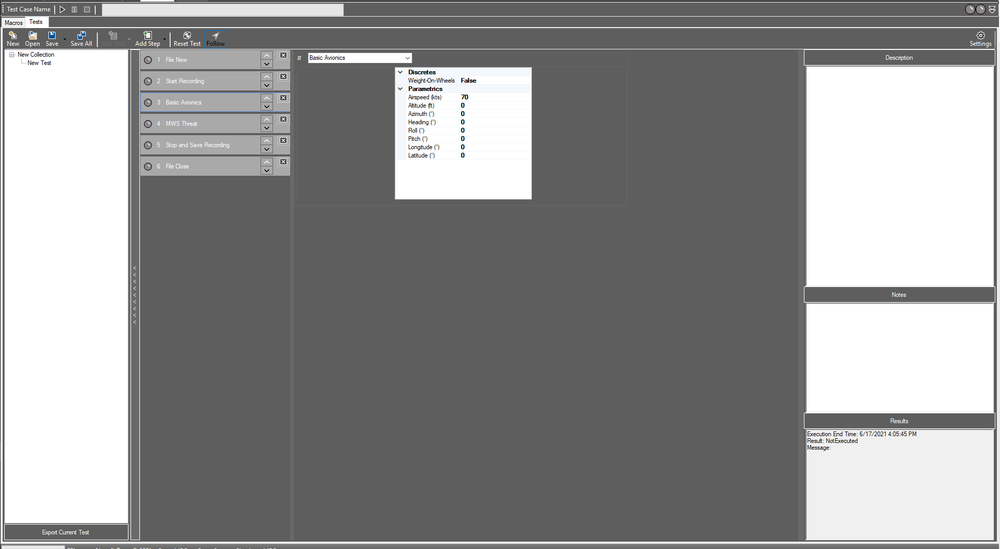 Test Case Name
Macros Tests
New Open Save Save All Add Test Add Step Reset Test Follow Settings
New Collection
New Test
1 File New
2 Start Recording
3 Basic Avionics
4 MWS Threat
5 Stop and Save Recording
6 File Close
# Basic Avionics
Discretes
Weight-On-Wheels False
Parametrics
Airspeed (kts) 70
Altitude (ft) 0
Azimuth (°) 0
Heading (°) 0
Roll (°) 0
Pitch (°) 0
Longitude (°) 0
Latitude (°) 0
Description
Notes
Results
Execution End Time: 6/17/2021 4:05:45 PM
Result: NotExecuted
Message:
Export Current Test